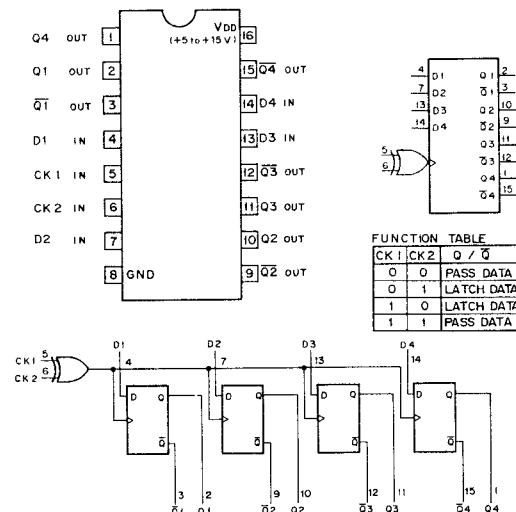 Q4 OUT 1
Q1 OUT 2
Q̅1̅ OUT 3
D1 IN 4
CK1 IN 5
CK2 IN 6
D2 IN 7
8 GND
VDD 16
(+5 to +15V)
15 Q̅4̅ OUT
14 D4 IN
13 D3 IN
12 Q̅3̅ OUT
11 Q3 OUT
10 Q2 OUT
9 Q̅2̅ OUT
4 D1 Q1 2
7 D2 Q̅1 3
13 D3 Q2 10
14 D4 Q̅2 9
Q3 11
5 Q̅3 12
6 Q4 1
Q̅4 15
FUNCTION TABLE
CK1 CK2 Q / Q̅
0 0 PASS DATA
0 1 LATCH DATA
1 0 LATCH DATA
1 1 PASS DATA
D1 D2 D3 D4
CK1 5 4 7 13 14
CK2 6
D Q D Q D Q D Q
Q̅ Q̅ Q̅ Q̅
3 2 9 10 12 11 15 1
Q̅1 Q1 Q̅2 Q2 Q̅3 Q3 Q̅4 Q4